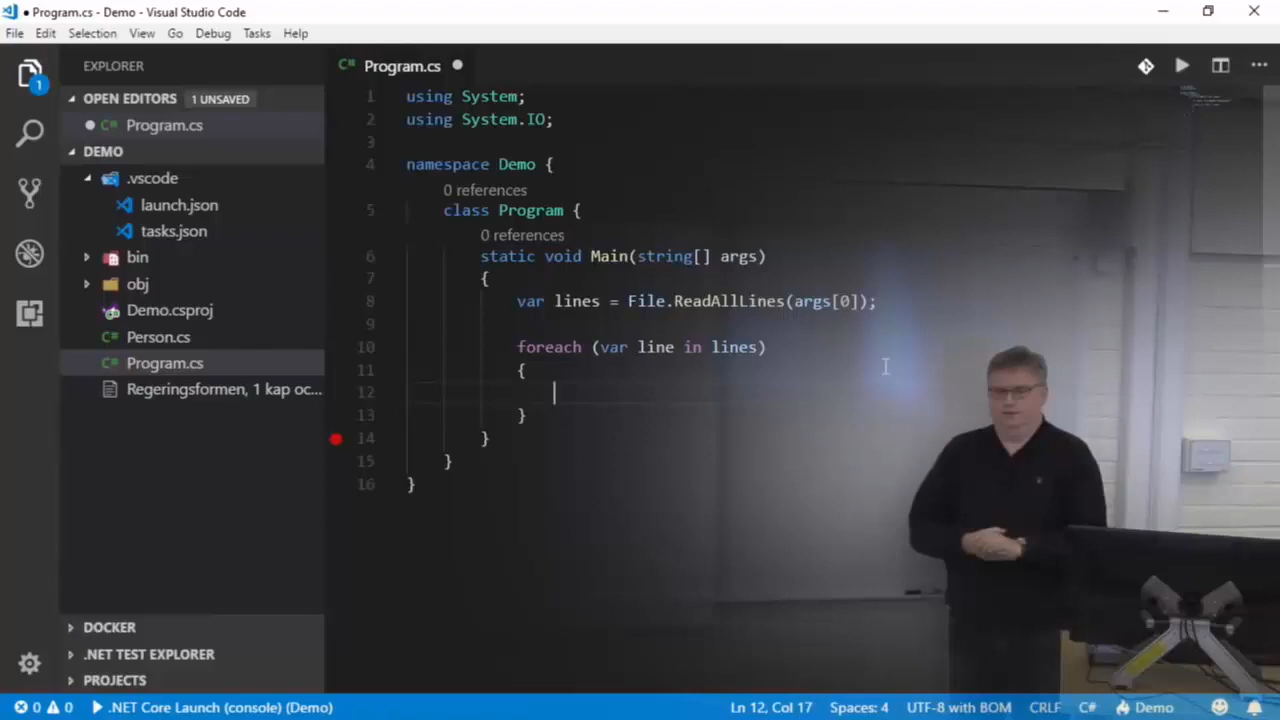 Program.cs - Demo - Visual Studio Code
File Edit Selection View Go Debug Tasks Help
EXPLORER
OPEN EDITORS 1 UNSAVED
Program.cs
DEMO
.vscode
launch.json
tasks.json
bin
obj
Demo.csproj
Person.cs
Program.cs
Regeringsformen, 1 kap oc...
DOCKER
.NET TEST EXPLORER
PROJECTS
1
Program.cs
1 using System;
2 using System.IO;
3
4 namespace Demo {
0 references
5 class Program {
0 references
6 static void Main(string[] args)
7 {
8 var lines = File.ReadAllLines(args[0]);
9
10 foreach (var line in lines)
11 {
12
13 }
14 }
15 }
16 }
0 0 .NET Core Launch (console) (Demo) Ln 12, Col 17 Spaces: 4 UTF-8 with BOM CRLF C# Demo